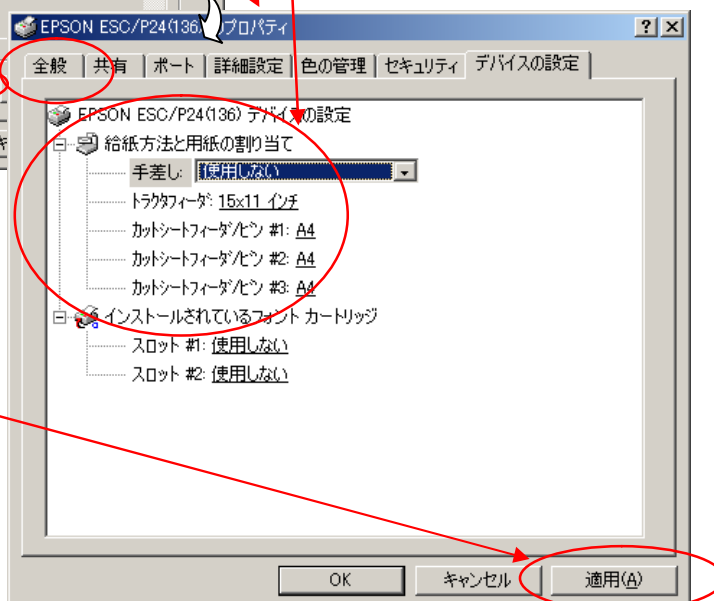 EPSON ESC/P24(136) のプロパティ
全般 共有 ポート 詳細設定 色の管理 セキュリティ デバイスの設定
EPSON ESC/P24(136) デバイスの設定
給紙方法と用紙の割り当て
手差し: 使用しない
トラクタフィーダ: 15x11 インチ
カットシートフィーダ/ビン #1: A4
カットシートフィーダ/ビン #2: A4
カットシートフィーダ/ビン #3: A4
インストールされているフォント カートリッジ
スロット #1: 使用しない
スロット #2: 使用しない
OK キャンセル 適用(A)